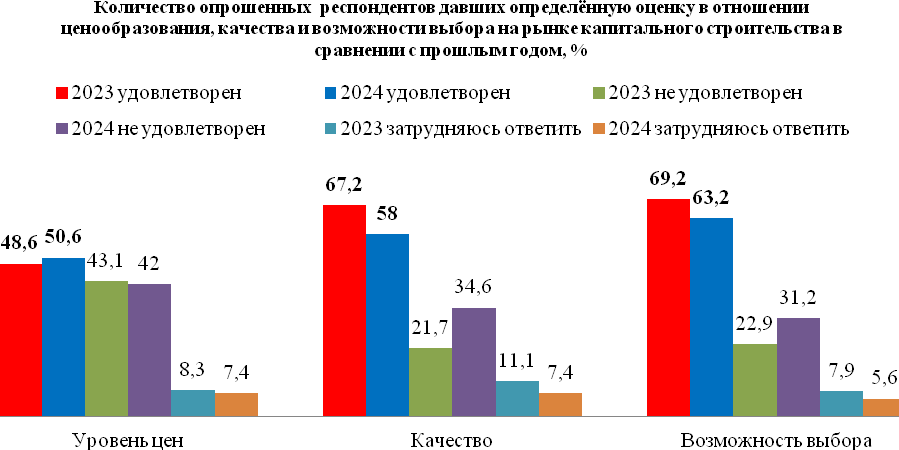 Количество опрошенных респондентов давших определённую оценку в отношении
ценообразования, качества и возможности выбора на рынке капитального строительства в
сравнении с прошлым годом, %
2023 удовлетворен
2024 удовлетворен
2023 не удовлетворен
2024 не удовлетворен
2023 затрудняюсь ответить
2024 затрудняюсь ответить
48,6
50,6
43,1
42
8,3
7,4
67,2
58
21,7
34,6
11,1
7,4
69,2
63,2
22,9
31,2
7,9
5,6
Уровень цен
Качество
Возможность выбора